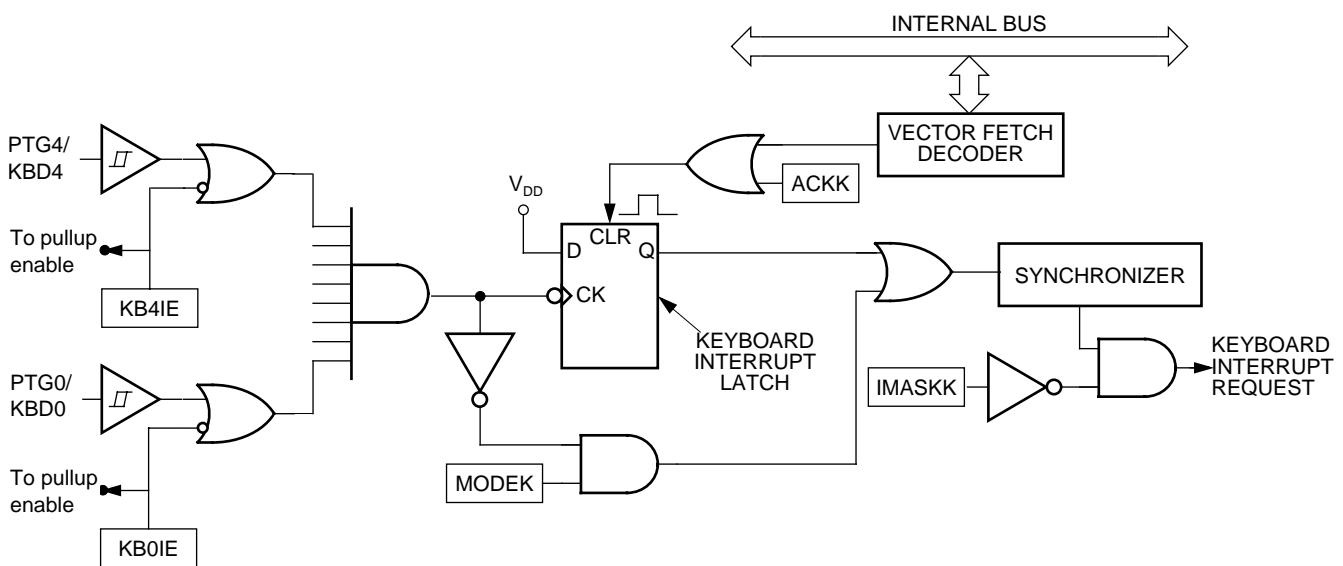 INTERNAL BUS
VECTOR FETCH
DECODER
ACKK
PTG4/
KBD4
To pullup
enable
KB4IE
VDD
D
CLR
Q
CK
KEYBOARD
INTERRUPT
LATCH
SYNCHRONIZER
IMASKK
KEYBOARD
INTERRUPT
REQUEST
PTG0/
KBD0
To pullup
enable
KB0IE
MODEK